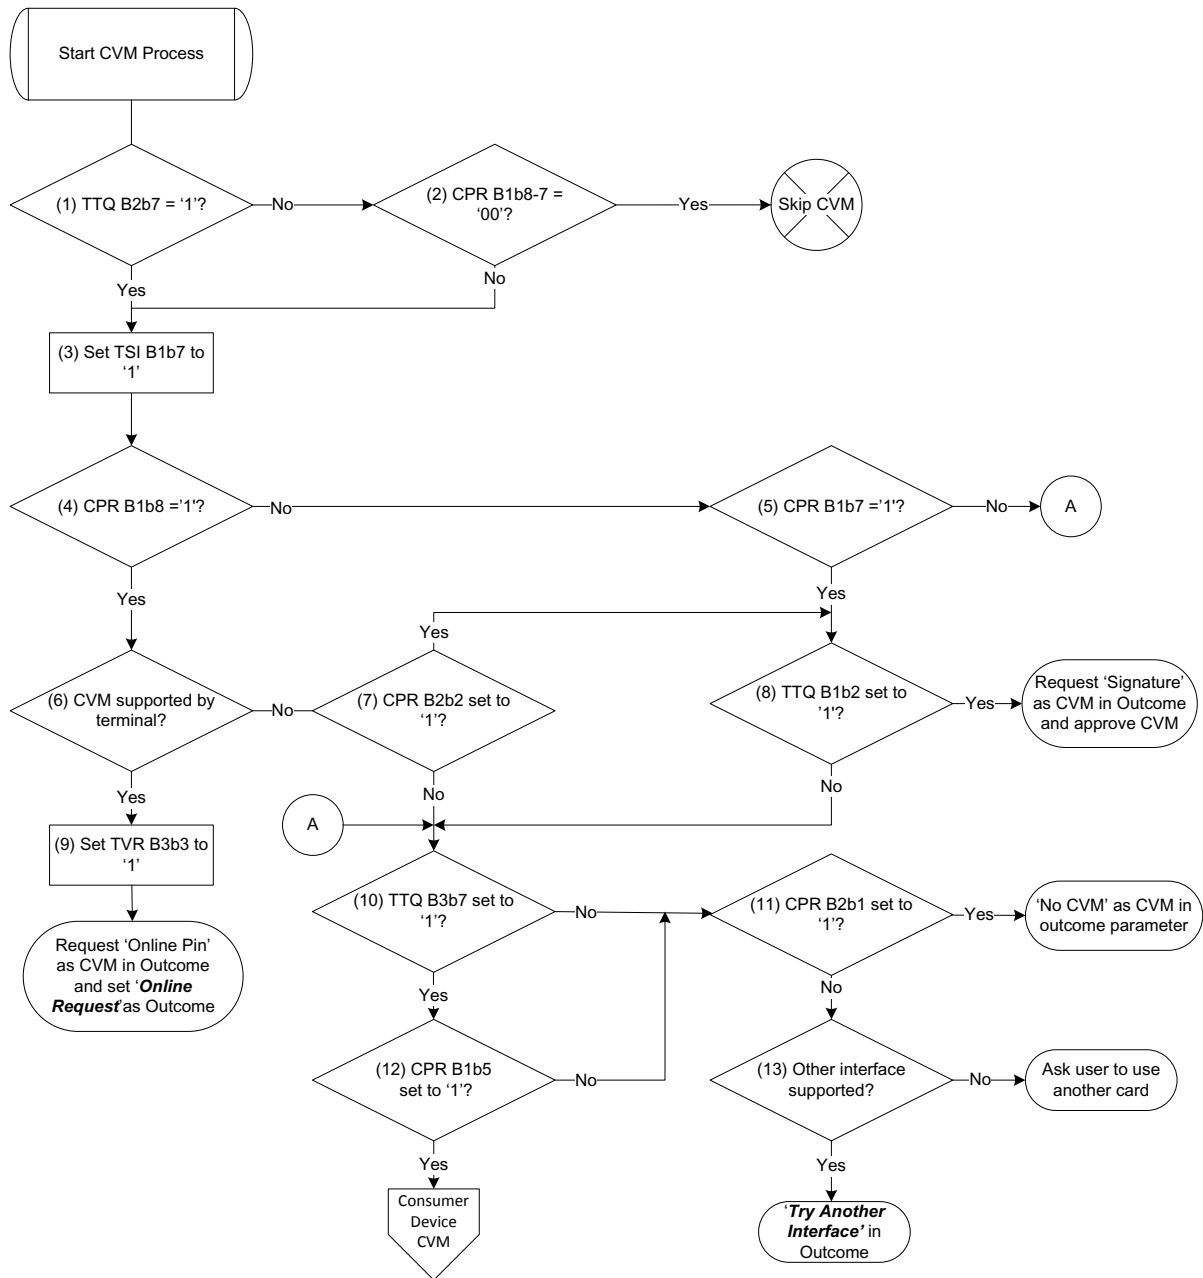 Start CVM Process
(1) TTQ B2b7 = ‘1’?
No
(2) CPR B1b8-7 =
‘00’?
Yes
Skip CVM
Yes
No
(3) Set TSI B1b7 to
‘1’
(4) CPR B1b8 =’1'?
No
(5) CPR B1b7 =’1'?
No
A
Yes
Yes
Yes
(6) CVM supported by
terminal?
No
(7) CPR B2b2 set to
‘1’?
(8) TTQ B1b2 set to
'1'?
Yes
Request ‘Signature’
as CVM in Outcome
and approve CVM
Yes
No
No
A
(9) Set TVR B3b3 to
‘1’
(10) TTQ B3b7 set to
‘1’?
No
(11) CPR B2b1 set to
‘1’?
Yes
‘No CVM’ as CVM in
outcome parameter
Request ‘Online Pin’
as CVM in Outcome
and set ‘Online
Request’as Outcome
Yes
No
(12) CPR B1b5
set to ‘1’?
No
(13) Other interface
supported?
No
Ask user to use
another card
Yes
Yes
Consumer
Device
CVM
‘Try Another
Interface’ in
Outcome